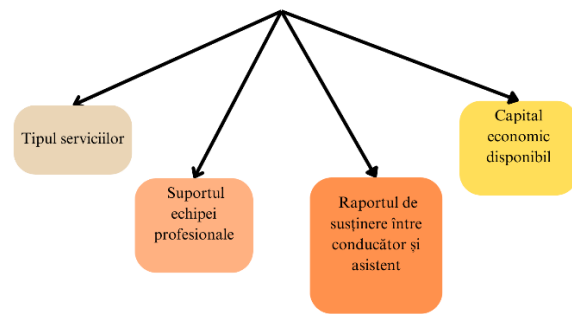 Tipul serviciilor
Suportul
echipei
profesionale
Raportul de
susținere între
conducător și
asistent
Capital
economic
disponibil